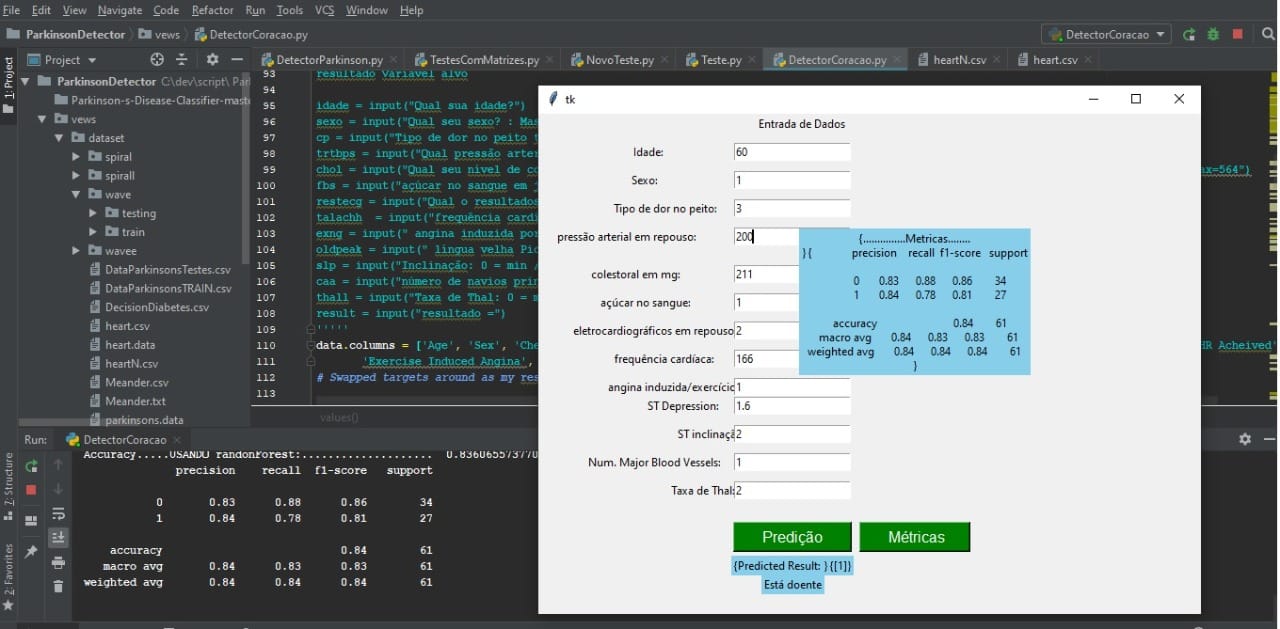 File Edit View Navigate Code Refactor Run Tools VCS Window Help
ParkinsonDetector vews DetectorCoracao.py DetectorCoracao
Project
DetectorParkinson.py TestesComMatrizes.py NovoTeste.py Teste.py DetectorCoracao.py heartN.csv heart.csv
1: Project
ParkinsonDetector C:\dev\script\
Parkinson-s-Disease-Classifier-mast
vews
dataset
spiral
spirall
wave
testing
train
wavee
DataParkinsonsTestes.csv
DataParkinsonsTRAIN.csv
DecisionDiabetes.csv
heart.csv
heart.data
heartN.csv
Meander.csv
Meander.txt
parkinsons.data
93 resultado Variavel alvo
94
95 idade = input("Qual sua idade?")
96 sexo = input("Qual seu sexo? : Mas
97 cp = input("Tipo de dor no peito
98 trtbps = input("Qual pressão arter
99 chol = input("Qual seu nível de co
ax=564")
100 fbs = input("açúcar no sangue em
101 restecg = input("Qual o resultados
102 talachh = input("frequência cardi
103 exng = input(" angina induzida por
104 oldpeak = input(" língua velha Pic
105 slp = input("Inclinação: 0 = min /
106 caa = input("número de navios prin
107 thall = input("Taxa de Thal: 0 = m
108 result = input("resultado =")
109 '''''
110 data.columns = ['Age', 'Sex', 'Che
HR Acheived'
111 'Exercise Induced Angina',
112 # Swapped targets around as my res
113
values()
tk
Entrada de Dados
Idade: 60
Sexo: 1
Tipo de dor no peito: 3
pressão arterial em repouso: 200
colestoral em mg: 211
açúcar no sangue: 1
eletrocardiográficos em repouso 2
frequência cardíaca: 166
angina induzida/exercíci 1
ST Depression: 1.6
ST inclinaçã 2
Num. Major Blood Vessels: 1
Taxa de Thal: 2
{...............Metricas........
}{ precision recall f1-score support
0 0.83 0.88 0.86 34
1 0.84 0.78 0.81 27
accuracy 0.84 61
macro avg 0.84 0.83 0.83 61
weighted avg 0.84 0.84 0.84 61
}
Predição Métricas
{Predicted Result: } {[1]}
Está doente
Run: DetectorCoracao
Accuracy.....USANDO randonForest:.................... 0.836065573770
precision recall f1-score support
0 0.83 0.88 0.86 34
1 0.84 0.78 0.81 27
accuracy 0.84 61
macro avg 0.84 0.83 0.83 61
weighted avg 0.84 0.84 0.84 61
7: Structure
2: Favorites